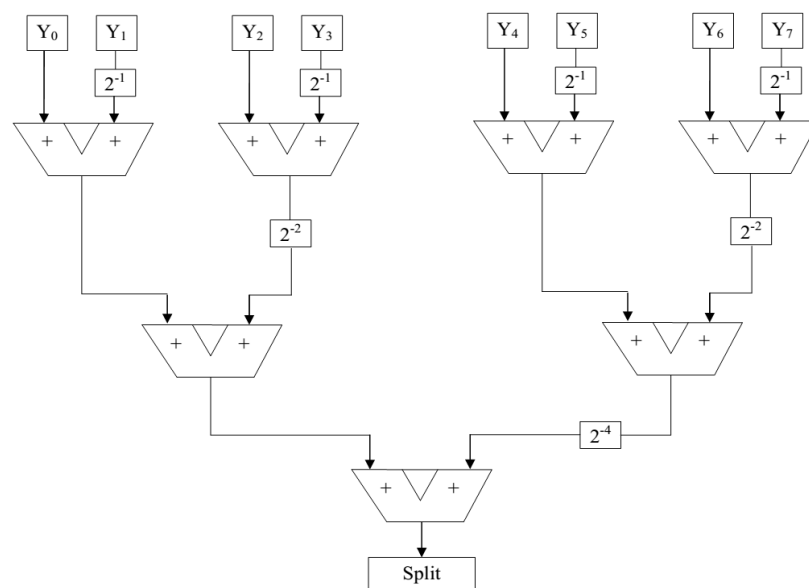 Y₀ Y₁ Y₂ Y₃ Y₄ Y₅ Y₆ Y₇
2⁻¹ 2⁻¹ 2⁻¹ 2⁻¹
+ + + + + + + +
2⁻² 2⁻²
+ + + +
2⁻⁴
+ +
Split